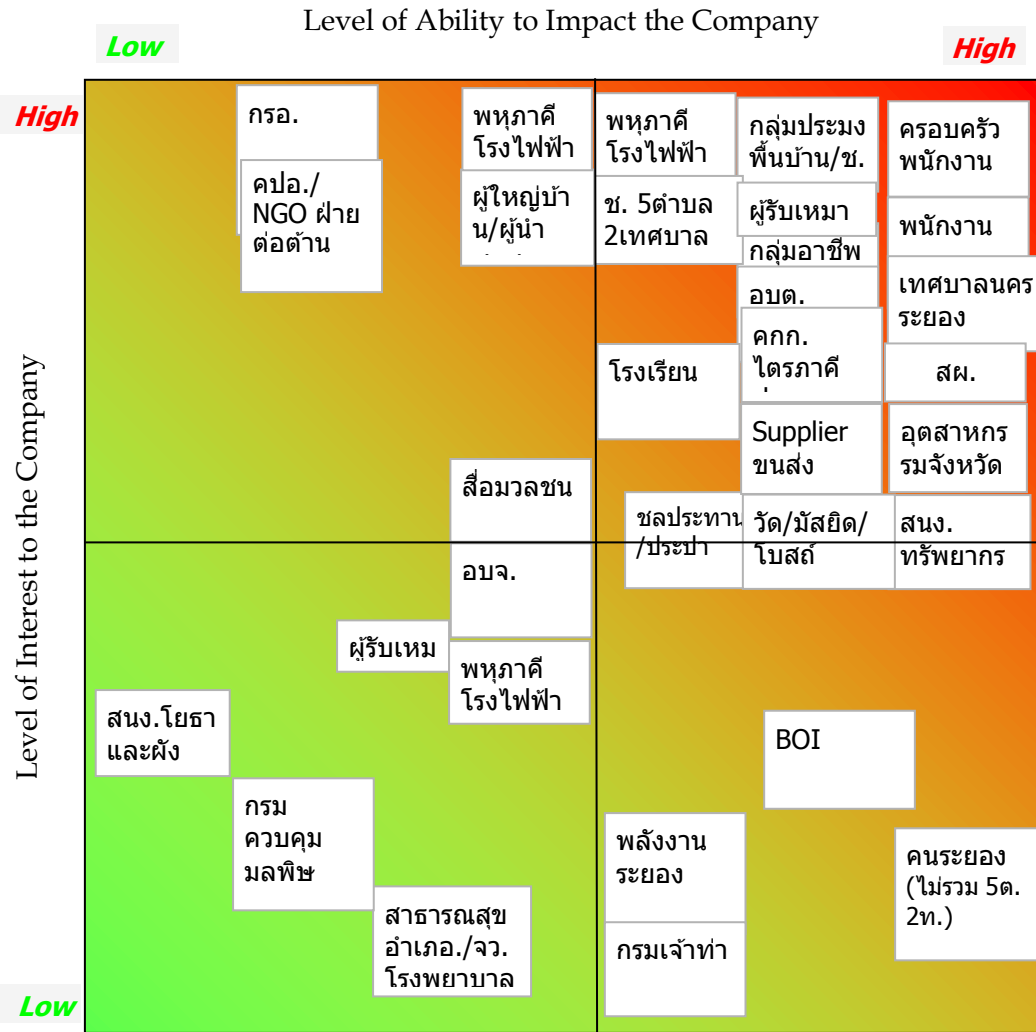 Level of Ability to Impact the Company
Low
High
High
Level of Interest to the Company
Low
กรอ.
คปอ./
NGO ฝ่าย
ต่อต้าน
พหุภาคี
โรงไฟฟ้า
ผู้ใหญ่บ้า
น/ผู้นำ
พหุภาคี
โรงไฟฟ้า
ช. 5ตำบล
2เทศบาล
กลุ่มประมง
พื้นบ้าน/ช.
ผู้รับเหมา
กลุ่มอาชีพ
อบต.
คกก.
ไตรภาคี
ครอบครัว
พนักงาน
พนักงาน
เทศบาลนคร
ระยอง
โรงเรียน
สผ.
Supplier
ขนส่ง
อุตสาหกร
รมจังหวัด
สื่อมวลชน
ชลประทาน
/ประปา
วัด/มัสยิด/
โบสถ์
สนง.
ทรัพยากร
อบจ.
ผู้รับเหม
พหุภาคี
โรงไฟฟ้า
สนง.โยธา
และผัง
BOI
กรม
ควบคุม
มลพิษ
พลังงาน
ระยอง
คนระยอง
(ไม่รวม 5ต.
2ท.)
สาธารณสุข
อำเภอ./จว.
โรงพยาบาล
กรมเจ้าท่า